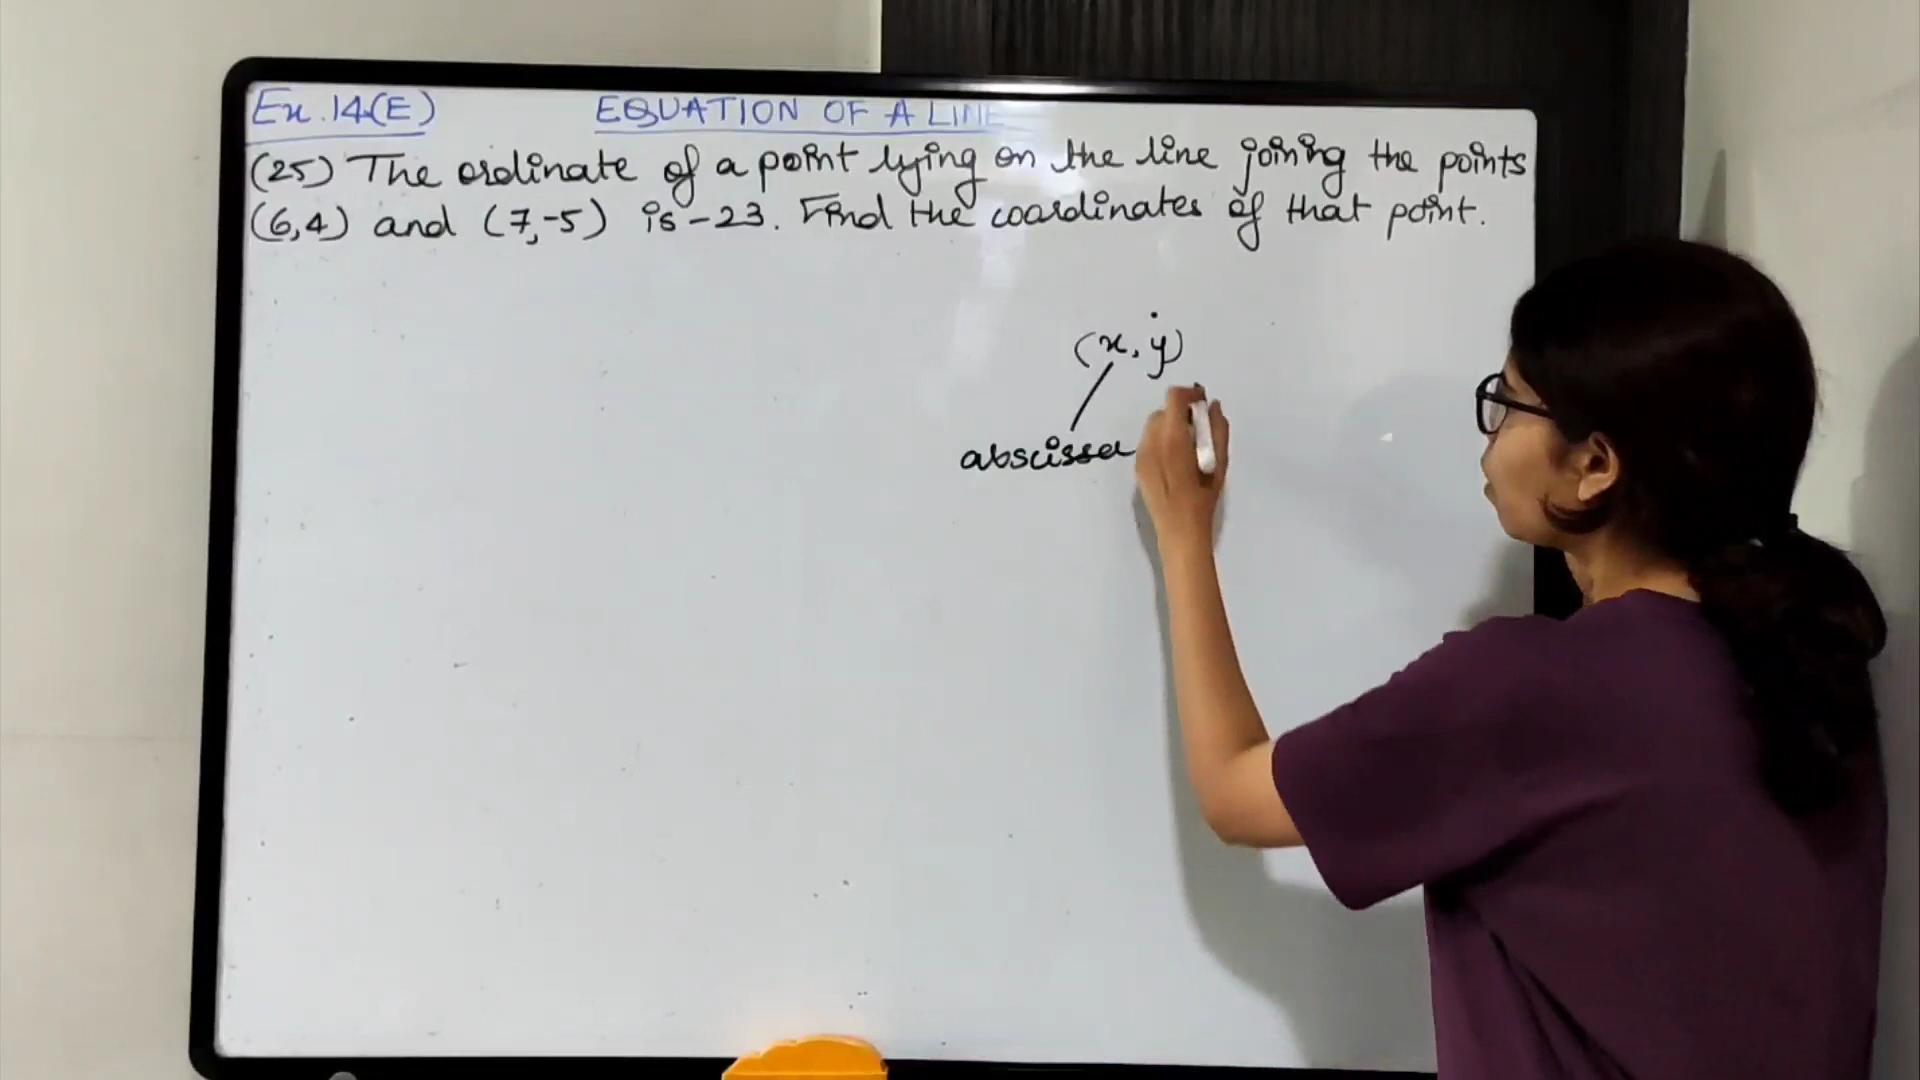 Ex.14(E) EQUATION OF A LINE
(25) The ordinate of a point lying on the line joining the points
(6,4) and (7,-5) is -23. Find the coordinates of that point.
(x, y)
abscissa